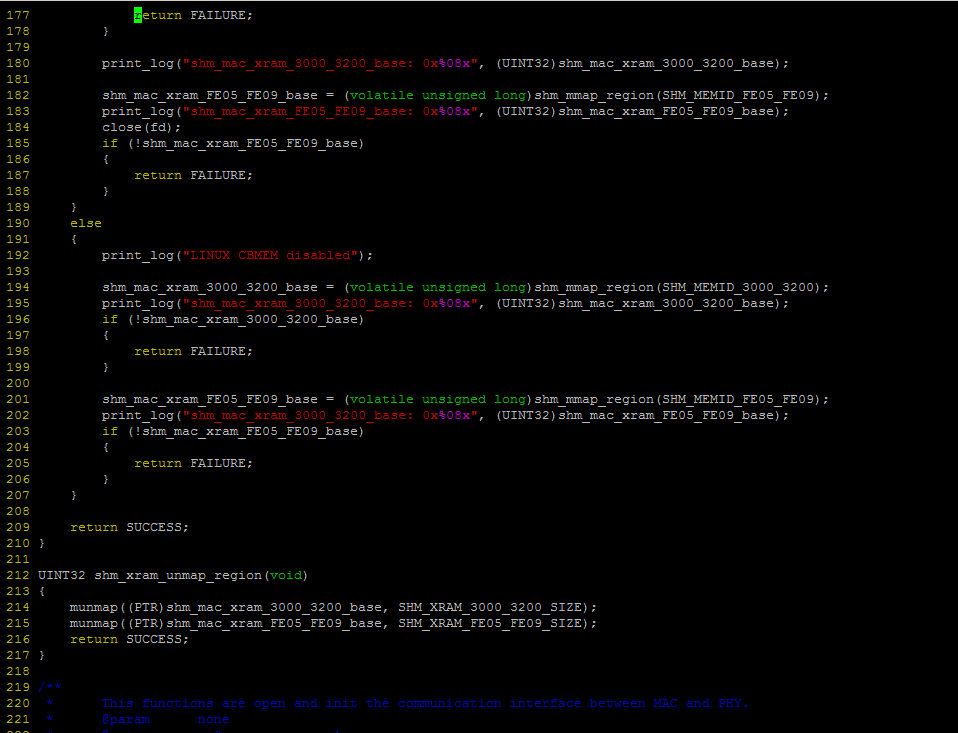 177             return FAILURE;
178         }
179
180         print_log("shm_mac_xram_3000_3200_base: 0x%08x", (UINT32)shm_mac_xram_3000_3200_base);
181
182         shm_mac_xram_FE05_FE09_base = (volatile unsigned long)shm_mmap_region(SHM_MEMID_FE05_FE09);
183         print_log("shm_mac_xram_FE05_FE09_base: 0x%08x", (UINT32)shm_mac_xram_FE05_FE09_base);
184         close(fd);
185         if (!shm_mac_xram_FE05_FE09_base)
186         {
187             return FAILURE;
188         }
189     }
190     else
191     {
192         print_log("LINUX CBMEM disabled");
193
194         shm_mac_xram_3000_3200_base = (volatile unsigned long)shm_mmap_region(SHM_MEMID_3000_3200);
195         print_log("shm_mac_xram_3000_3200_base: 0x%08x", (UINT32)shm_mac_xram_3000_3200_base);
196         if (!shm_mac_xram_3000_3200_base)
197         {
198             return FAILURE;
199         }
200
201         shm_mac_xram_FE05_FE09_base = (volatile unsigned long)shm_mmap_region(SHM_MEMID_FE05_FE09);
202         print_log("shm_mac_xram_3000_3200_base: 0x%08x", (UINT32)shm_mac_xram_FE05_FE09_base);
203         if (!shm_mac_xram_FE05_FE09_base)
204         {
205             return FAILURE;
206         }
207     }
208
209     return SUCCESS;
210 }
211
212 UINT32 shm_xram_unmap_region(void)
213 {
214     munmap((PTR)shm_mac_xram_3000_3200_base, SHM_XRAM_3000_3200_SIZE);
215     munmap((PTR)shm_mac_xram_FE05_FE09_base, SHM_XRAM_FE05_FE09_SIZE);
216     return SUCCESS;
217 }
218
219 /**
220  *      This functions are open and init the communication interface between MAC and PHY.
221  *      @param      none